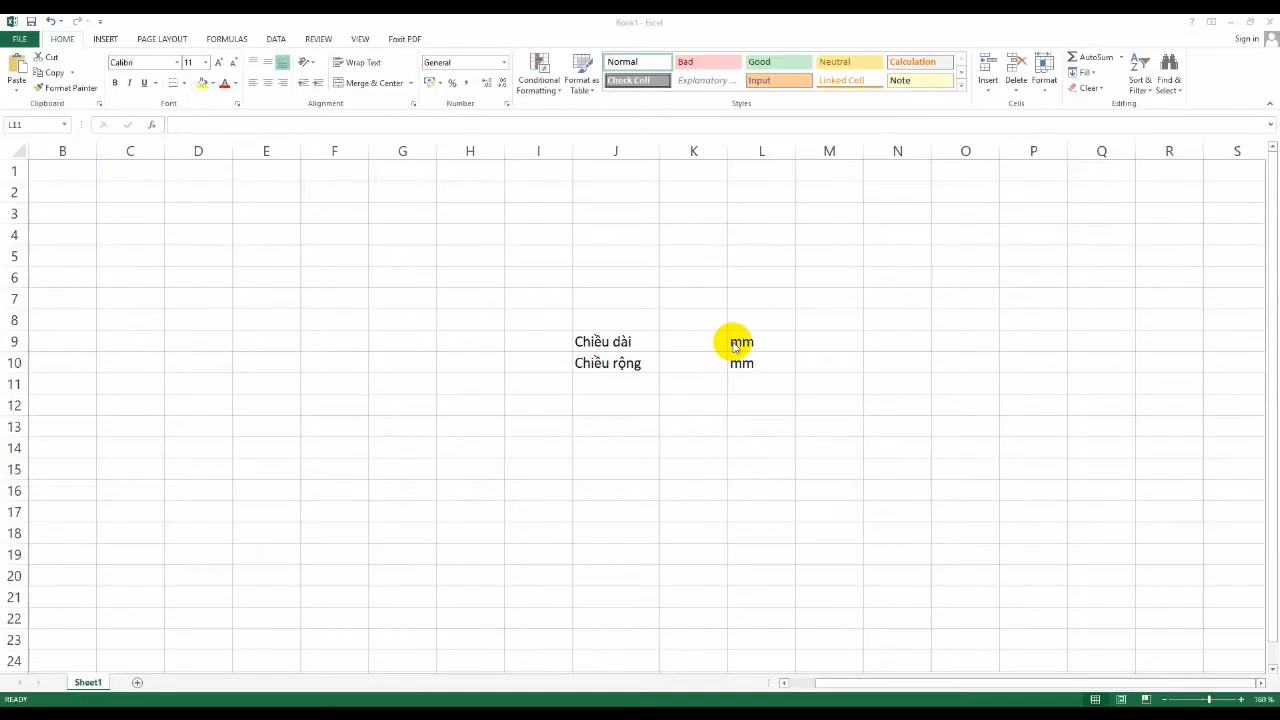 Book1 - Excel
Sign in
FILE HOME INSERT PAGE LAYOUT FORMULAS DATA REVIEW VIEW Foxit PDF
Paste
Cut
Copy
Format Painter
Clipboard
Calibri 11
B I U
Font
Wrap Text
Merge & Center
Alignment
General
Number
Conditional Formatting
Format as Table
Normal Bad Good Neutral Calculation
Check Cell Explanatory ... Input Linked Cell Note
Styles
Insert Delete Format
Cells
AutoSum
Fill
Clear
Sort & Filter
Find & Select
Editing
L11
fx
B C D E F G H I J K L M N O P Q R S
1
2
3
4
5
6
7
8
9 Chiều dài mm
10 Chiều rộng mm
11
12
13
14
15
16
17
18
19
20
21
22
23
24
Sheet1
READY
160 %